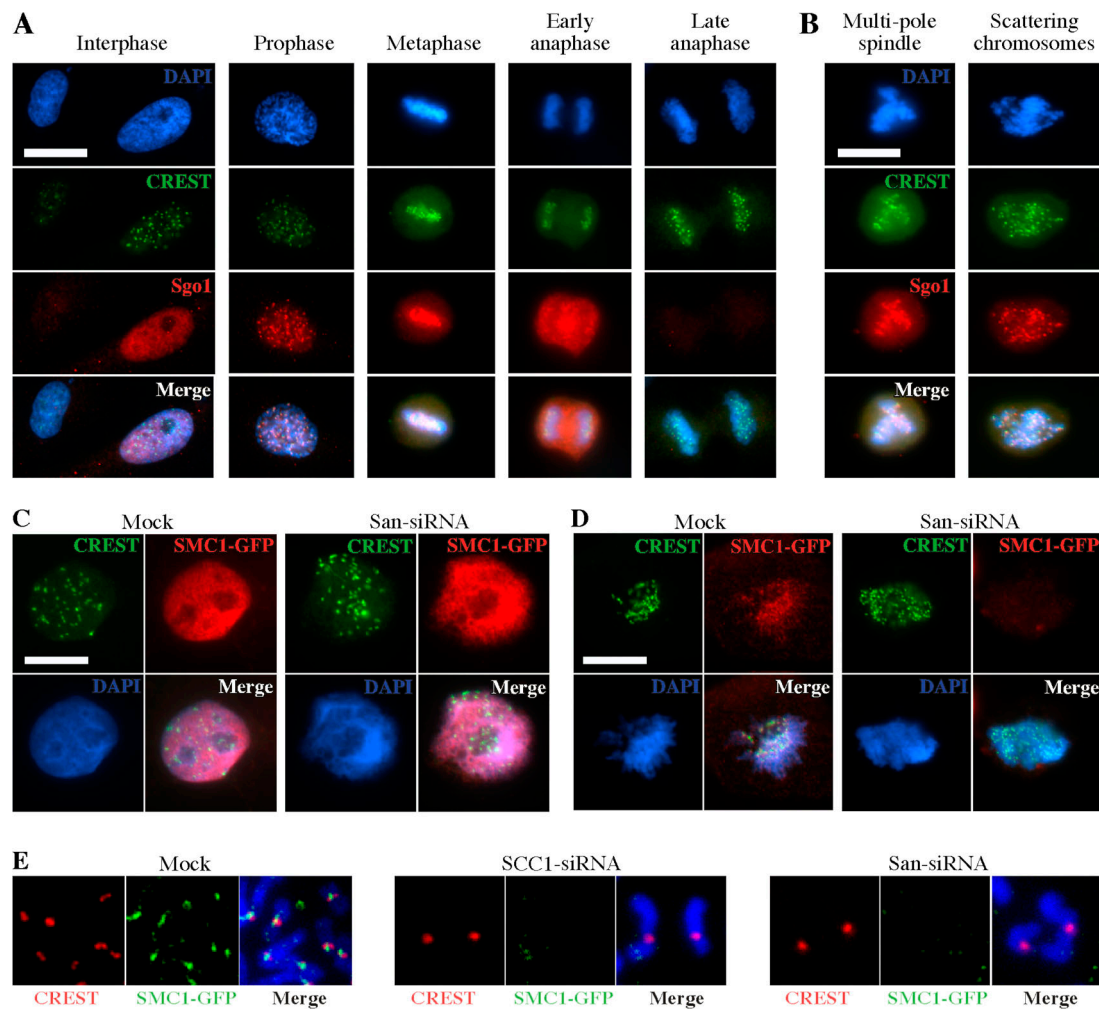 A
Interphase
Prophase
Metaphase
Early
anaphase
Late
anaphase
DAPI
CREST
Sgo1
Merge
B
Multi-pole
spindle
Scattering
chromosomes
DAPI
CREST
Sgo1
Merge
C
Mock
San-siRNA
CREST
SMC1-GFP
CREST
SMC1-GFP
DAPI
Merge
DAPI
Merge
D
Mock
San-siRNA
CREST
SMC1-GFP
CREST
SMC1-GFP
DAPI
Merge
DAPI
Merge
E
Mock
SCC1-siRNA
San-siRNA
CREST
SMC1-GFP
Merge
CREST
SMC1-GFP
Merge
CREST
SMC1-GFP
Merge